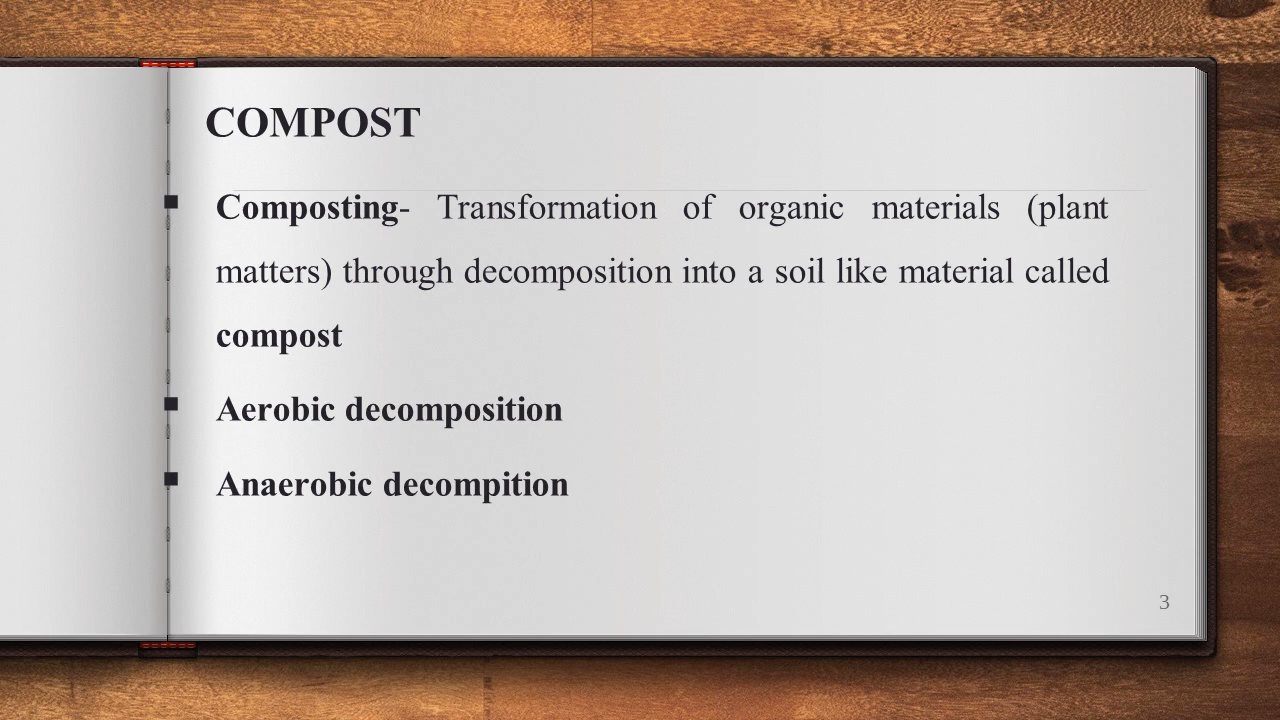 COMPOST
Composting- Transformation of organic materials (plant
matters) through decomposition into a soil like material called
compost
Aerobic decomposition
Anaerobic decompition
3